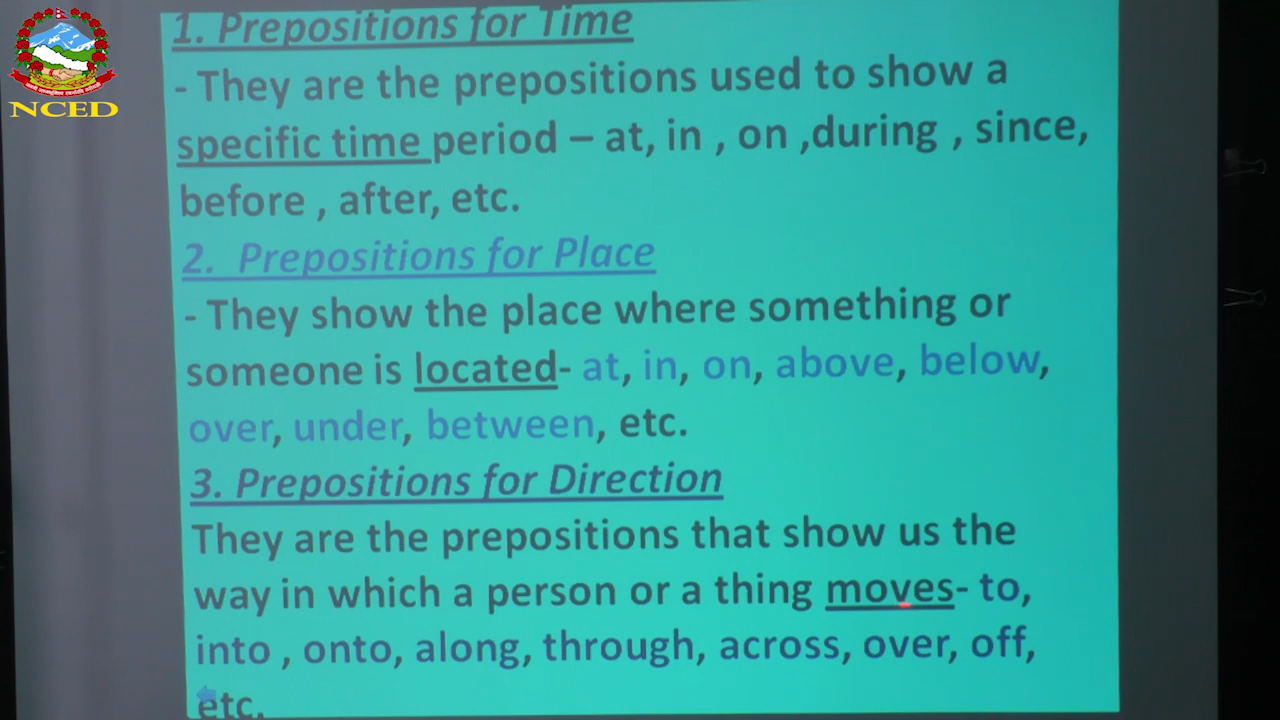 NCED
1. Prepositions for Time
- They are the prepositions used to show a
specific time period – at, in , on ,during , since,
before , after, etc.
2. Prepositions for Place
- They show the place where something or
someone is located- at, in, on, above, below,
over, under, between, etc.
3. Prepositions for Direction
They are the prepositions that show us the
way in which a person or a thing moves- to,
into , onto, along, through, across, over, off,
etc.